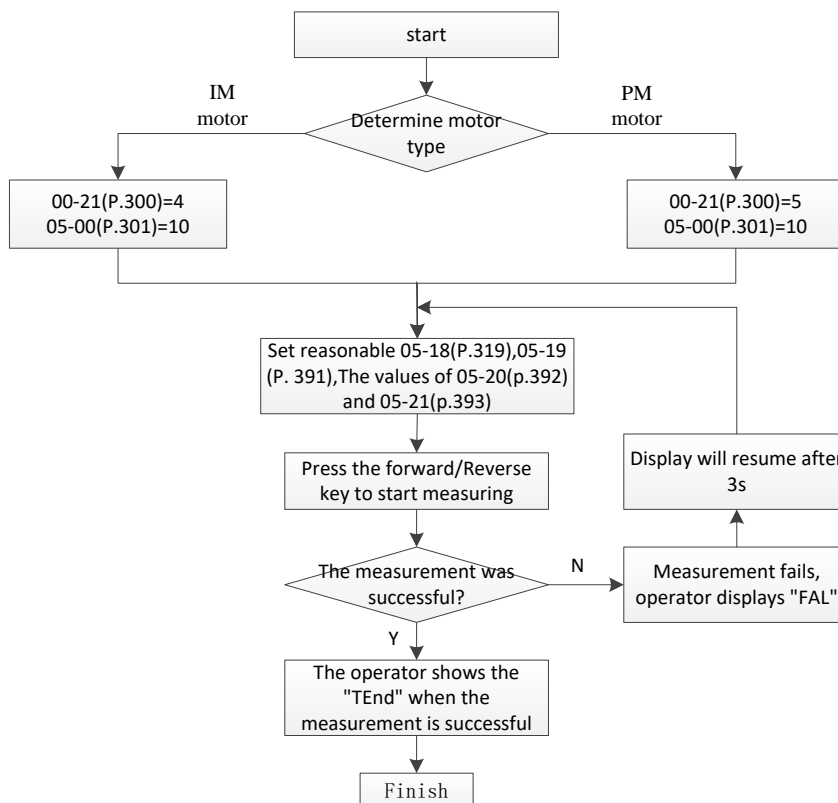 start
IM
motor
PM
motor
Determine motor
type
00-21(P.300)=4
05-00(P.301)=10
00-21(P.300)=5
05-00(P.301)=10
Set reasonable 05-18(P.319),05-19
(P. 391),The values of 05-20(p.392)
and 05-21(p.393)
Press the forward/Reverse
key to start measuring
Display will resume after
3s
The measurement was
successful?
N
Measurement fails,
operator displays "FAL"
Y
The operator shows the
"TEnd" when the
measurement is successful
Finish